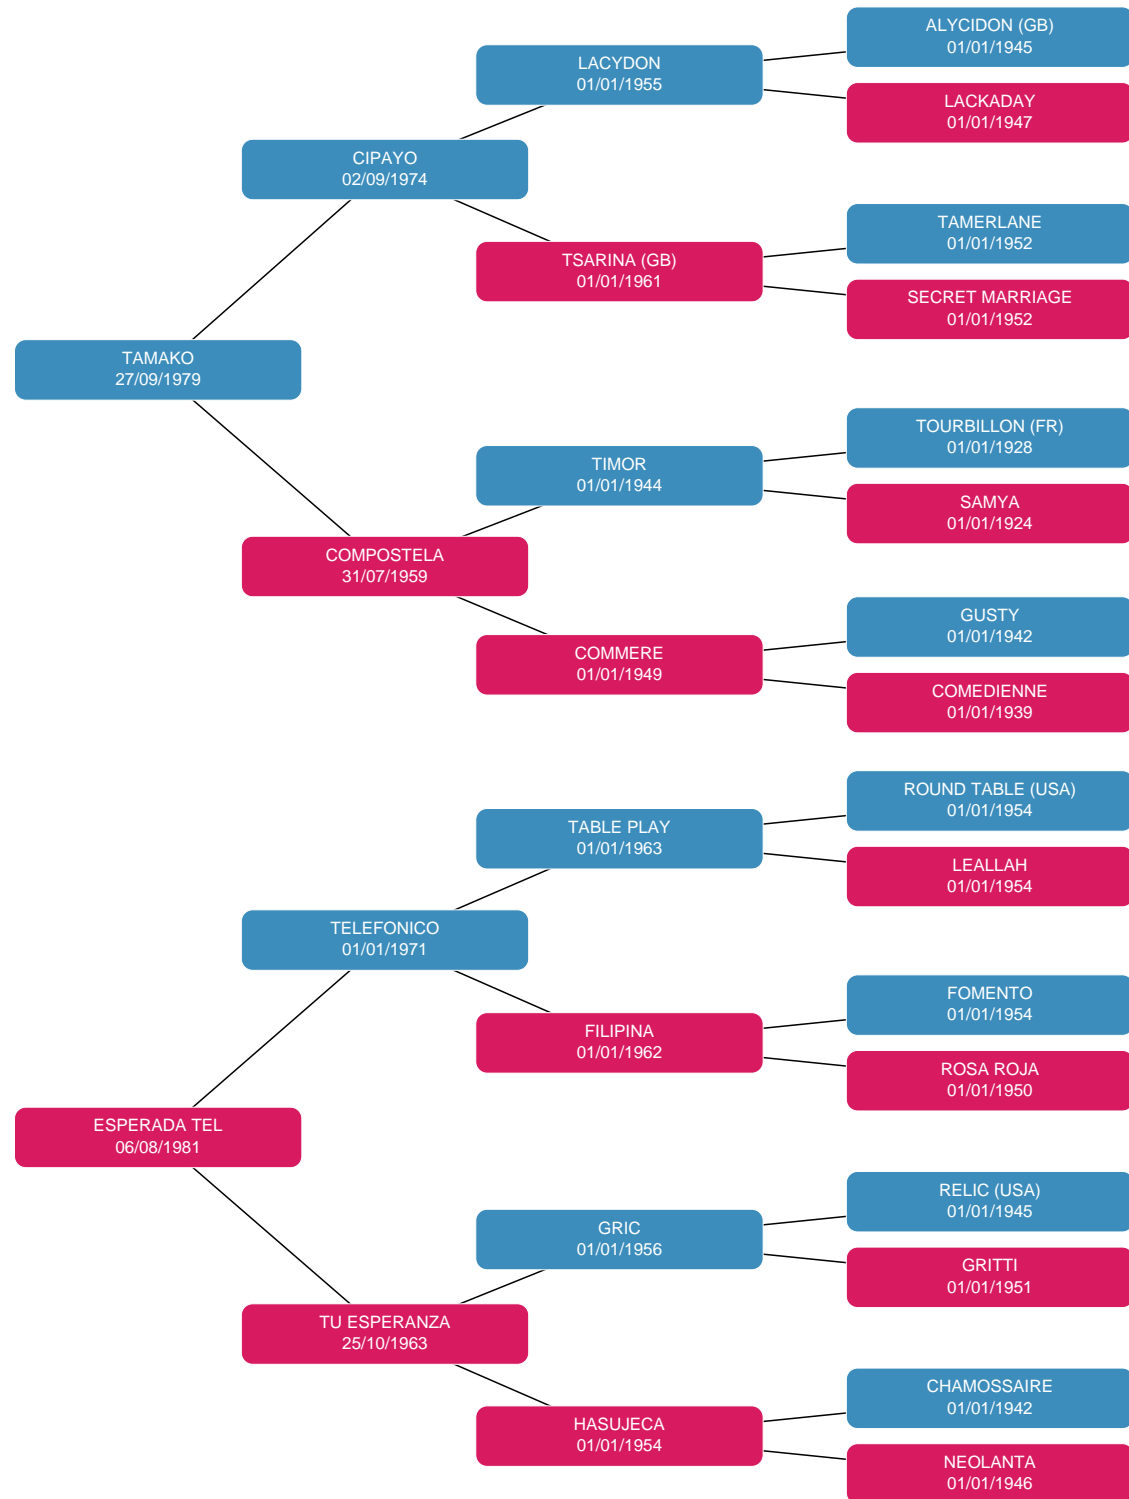 ALYCIDON (GB)
01/01/1945
LACYDON
01/01/1955
LACKADAY
01/01/1947
CIPAYO
02/09/1974
TAMERLANE
01/01/1952
TSARINA (GB)
01/01/1961
SECRET MARRIAGE
01/01/1952
TAMAKO
27/09/1979
TOURBILLON (FR)
01/01/1928
TIMOR
01/01/1944
SAMYA
01/01/1924
COMPOSTELA
31/07/1959
GUSTY
01/01/1942
COMMERE
01/01/1949
COMEDIENNE
01/01/1939
ROUND TABLE (USA)
01/01/1954
TABLE PLAY
01/01/1963
LEALLAH
01/01/1954
TELEFONICO
01/01/1971
FOMENTO
01/01/1954
FILIPINA
01/01/1962
ROSA ROJA
01/01/1950
ESPERADA TEL
06/08/1981
RELIC (USA)
01/01/1945
GRIC
01/01/1956
GRITTI
01/01/1951
TU ESPERANZA
25/10/1963
CHAMOSSAIRE
01/01/1942
HASUJECA
01/01/1954
NEOLANTA
01/01/1946